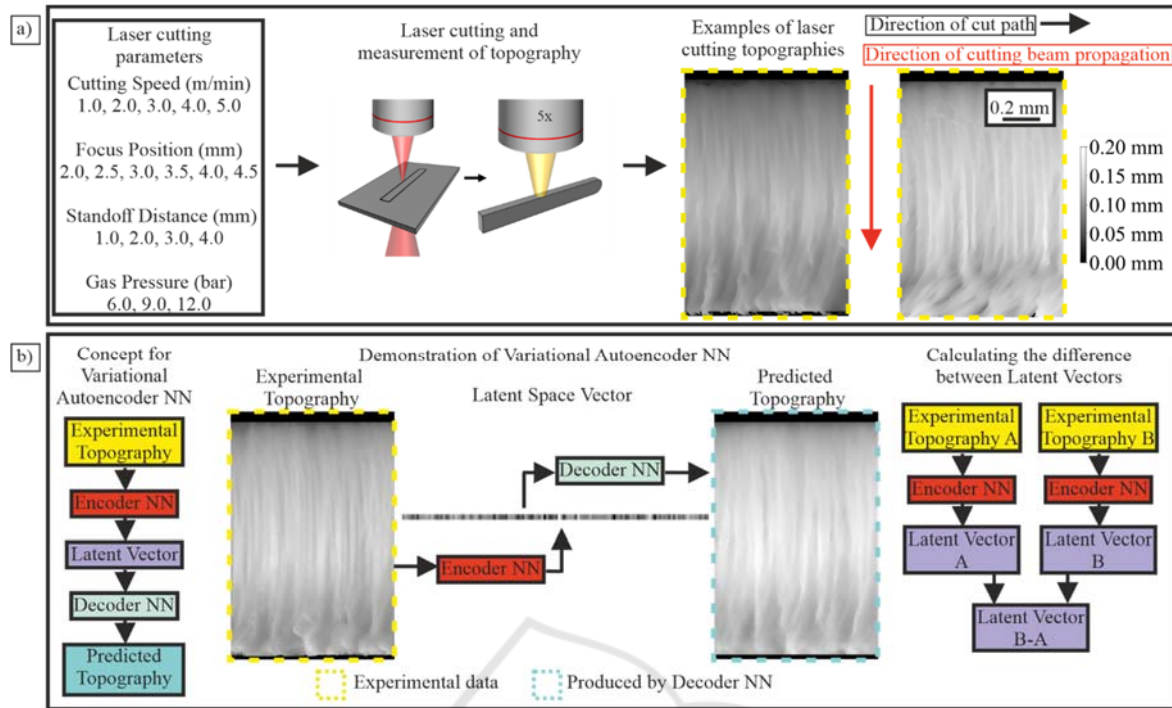 a)
Laser cutting
parameters
Cutting Speed (m/min)
1.0, 2.0, 3.0, 4.0, 5.0
Focus Position (mm)
2.0, 2.5, 3.0, 3.5, 4.0, 4.5
Standoff Distance (mm)
1.0, 2.0, 3.0, 4.0
Gas Pressure (bar)
6.0, 9.0, 12.0
Laser cutting and
measurement of topography
5x
Examples of laser
cutting topographies
Direction of cut path
Direction of cutting beam propagation
0.2 mm
0.20 mm
0.15 mm
0.10 mm
0.05 mm
0.00 mm
b)
Concept for
Variational
Autoencoder NN
Experimental
Topography
Encoder NN
Latent Vector
Decoder NN
Predicted
Topography
Demonstration of Variational Autoencoder NN
Experimental
Topography
Latent Space Vector
Predicted
Topography
Decoder NN
Encoder NN
Experimental data
Produced by Decoder NN
Calculating the difference
between Latent Vectors
Experimental
Topography A
Experimental
Topography B
Encoder NN
Encoder NN
Latent Vector
A
Latent Vector
B
Latent Vector
B-A